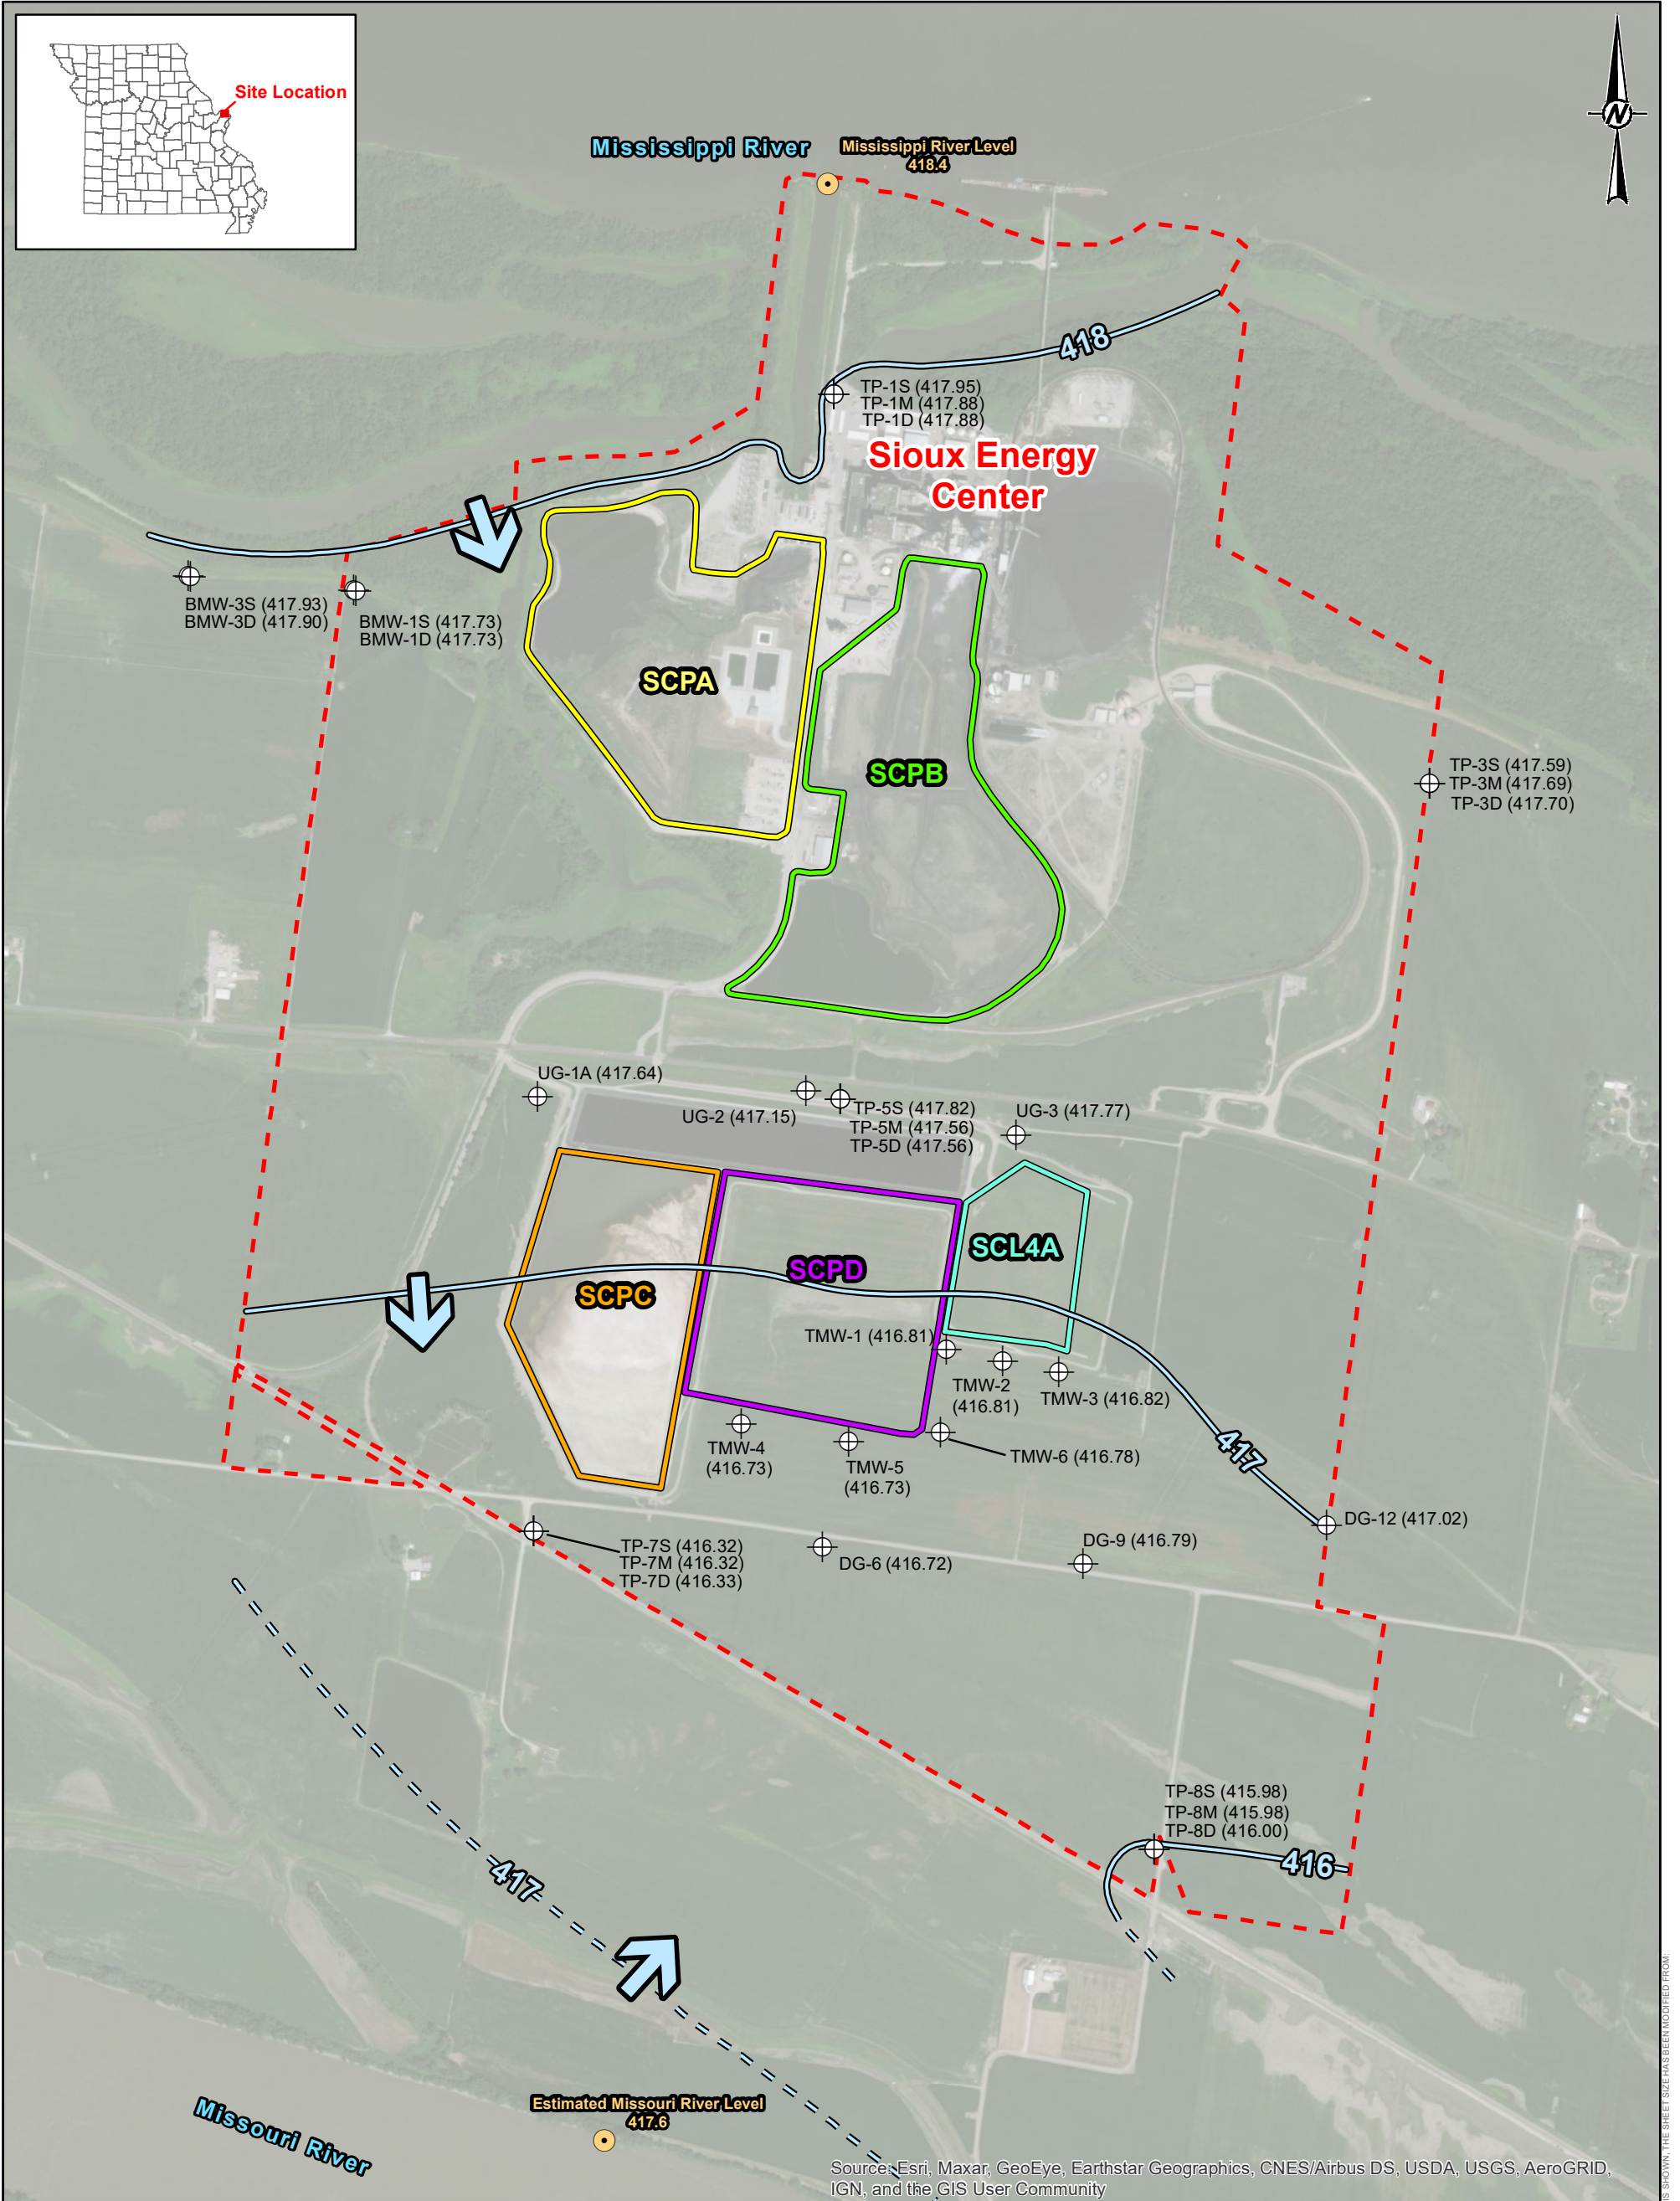 Site Location
N
Mississippi River
Mississippi River Level
418.4
418
TP-1S (417.95)
TP-1M (417.88)
TP-1D (417.88)
Sioux Energy
Center
BMW-3S (417.93)
BMW-3D (417.90)
BMW-1S (417.73)
BMW-1D (417.73)
SCPA
SCPB
TP-3S (417.59)
TP-3M (417.69)
TP-3D (417.70)
UG-1A (417.64)
UG-2 (417.15)
TP-5S (417.82)
TP-5M (417.56)
TP-5D (417.56)
UG-3 (417.77)
SCPC
SCPD
SCL4A
TMW-1 (416.81)
TMW-2
(416.81)
TMW-3 (416.82)
TMW-4
(416.73)
TMW-5
(416.73)
TMW-6 (416.78)
417
DG-12 (417.02)
TP-7S (416.32)
TP-7M (416.32)
TP-7D (416.33)
DG-6 (416.72)
DG-9 (416.79)
TP-8S (415.98)
TP-8M (415.98)
TP-8D (416.00)
416
417
Estimated Missouri River Level
417.6
Missouri River
Source: Esri, Maxar, GeoEye, Earthstar Geographics, CNES/Airbus DS, USDA, USGS, AeroGRID,
IGN, and the GIS User Community
IS SHOWN, THE SHEET SIZE HAS BEEN MODIFIED FROM: